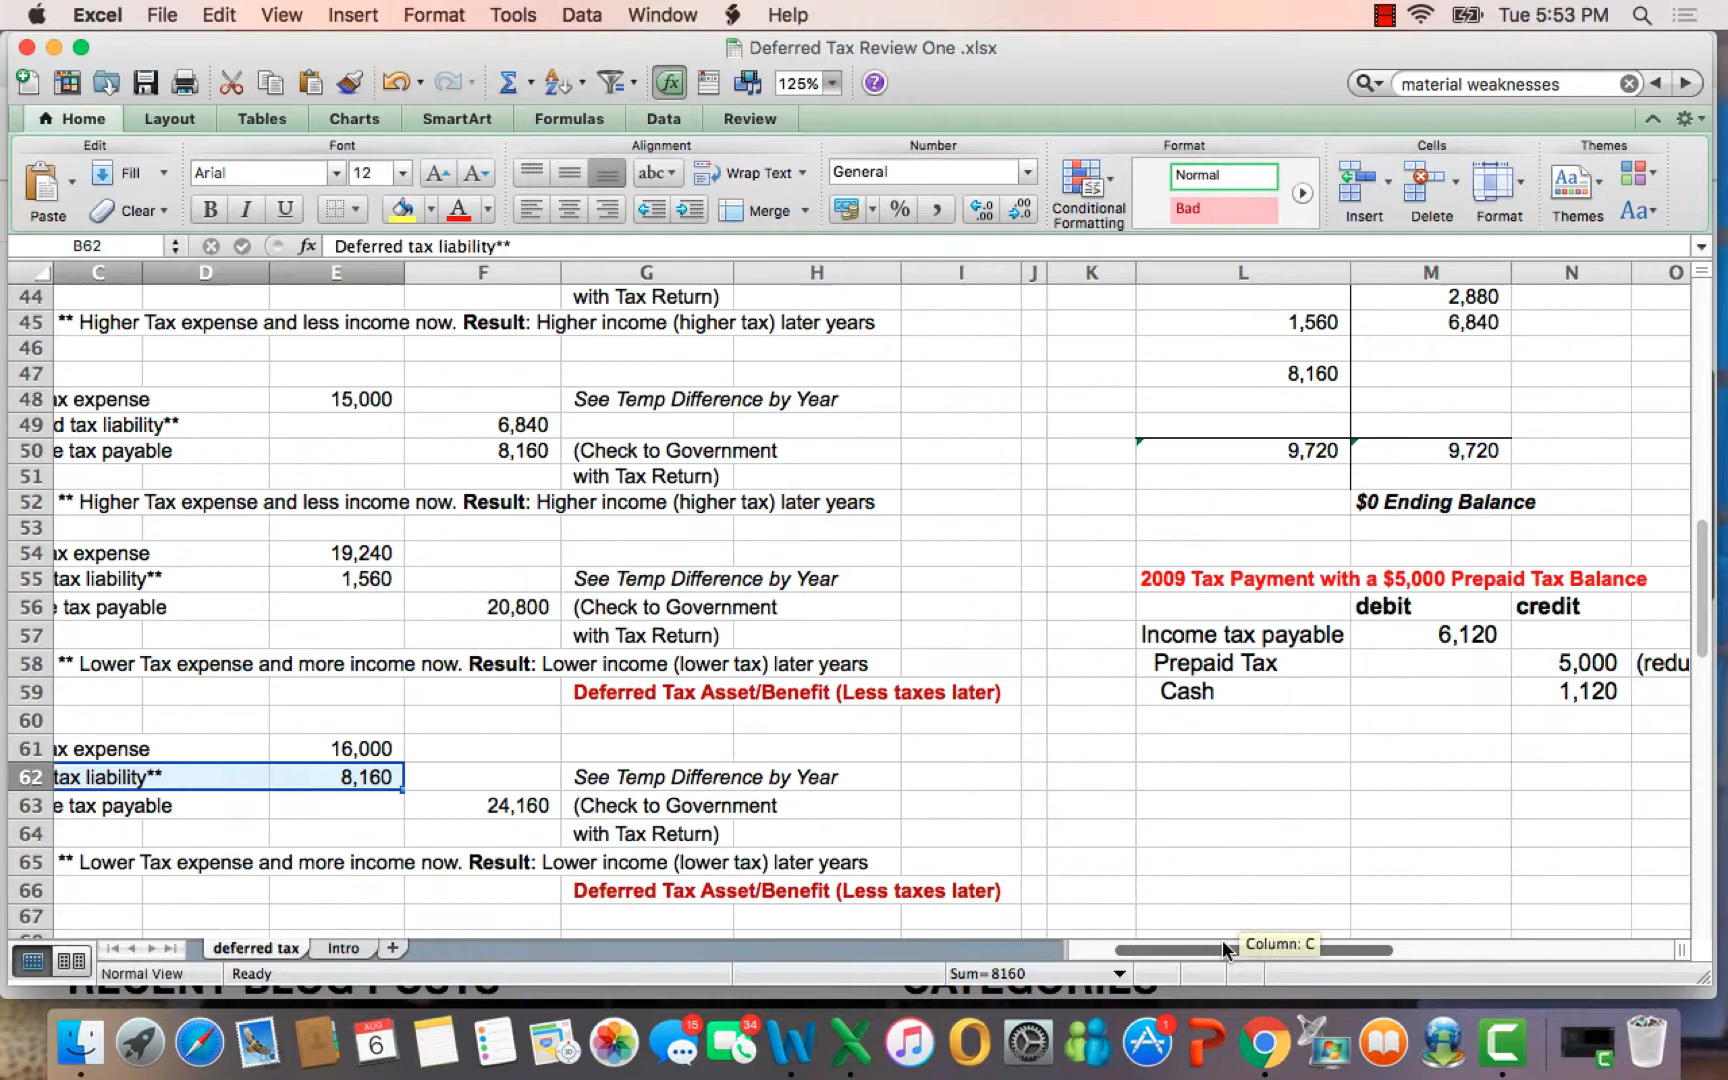 Excel File Edit View Insert Format Tools Data Window Help Tue 5:53 PM
Deferred Tax Review One .xlsx
125% material weaknesses
Home Layout Tables Charts SmartArt Formulas Data Review
Edit Font Alignment Number Format Cells Themes
Fill Arial 12 abc Wrap Text General Normal
Paste Clear B I U Merge % Conditional Formatting Bad Insert Delete Format Themes Aa
B62 fx Deferred tax liability**
C D E F G H I J K L M N O
44 with Tax Return) 2,880
45 ** Higher Tax expense and less income now. Result: Higher income (higher tax) later years 1,560 6,840
46
47 8,160
48 x expense 15,000 See Temp Difference by Year
49 d tax liability** 6,840
50 e tax payable 8,160 (Check to Government 9,720 9,720
51 with Tax Return)
52 ** Higher Tax expense and less income now. Result: Higher income (higher tax) later years $0 Ending Balance
53
54 x expense 19,240
55 tax liability** 1,560 See Temp Difference by Year 2009 Tax Payment with a $5,000 Prepaid Tax Balance
56 tax payable 20,800 (Check to Government debit credit
57 with Tax Return) Income tax payable 6,120
58 ** Lower Tax expense and more income now. Result: Lower income (lower tax) later years Prepaid Tax 5,000 (redu
59 Deferred Tax Asset/Benefit (Less taxes later) Cash 1,120
60
61 x expense 16,000
62 tax liability** 8,160 See Temp Difference by Year
63 e tax payable 24,160 (Check to Government
64 with Tax Return)
65 ** Lower Tax expense and more income now. Result: Lower income (lower tax) later years
66 Deferred Tax Asset/Benefit (Less taxes later)
67
deferred tax Intro + Column: C
Normal View Ready Sum=8160
RECENT BLOG POSTS CATEGORIES
AUG 6 15 34 1